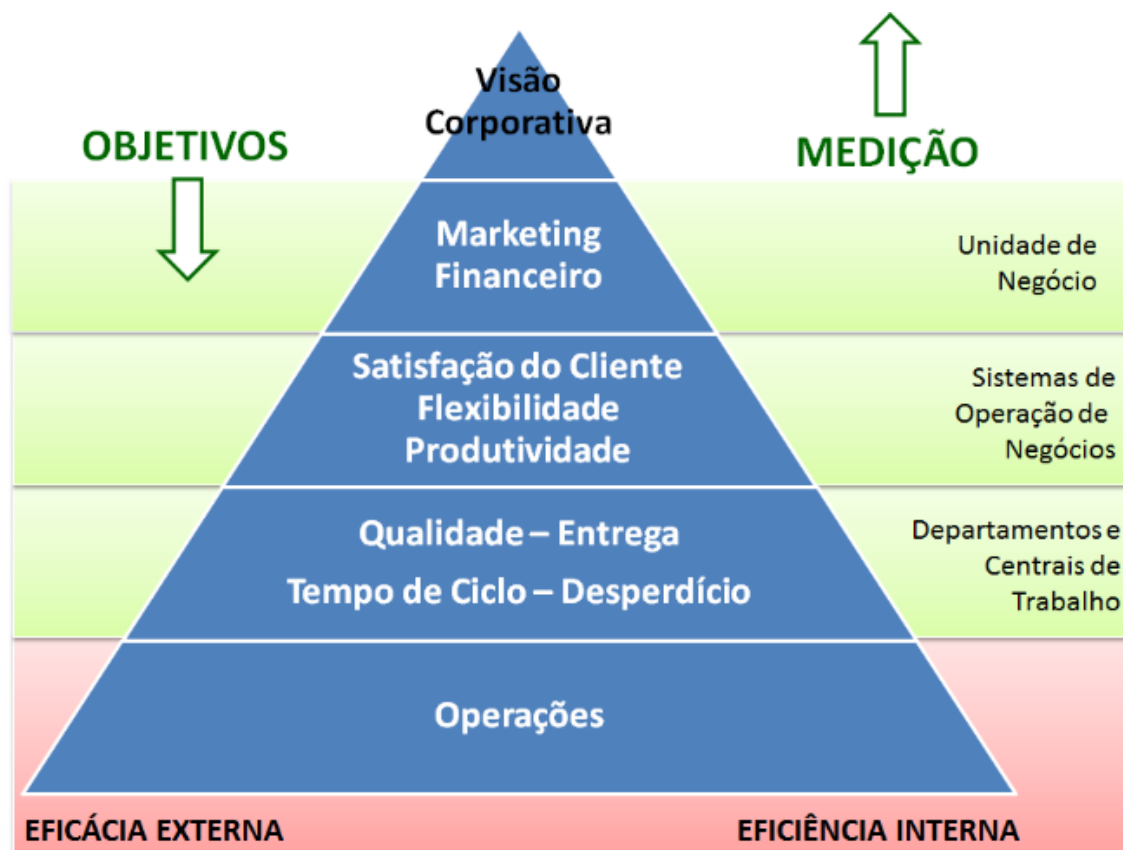 Visão
Corporativa
OBJETIVOS
MEDIÇÃO
Marketing
Financeiro
Unidade de
Negócio
Satisfação do Cliente
Flexibilidade
Produtividade
Sistemas de
Operação de
Negócios
Qualidade – Entrega
Tempo de Ciclo – Desperdício
Departamentos e
Centrais de
Trabalho
Operações
EFICÁCIA EXTERNA
EFICIÊNCIA INTERNA